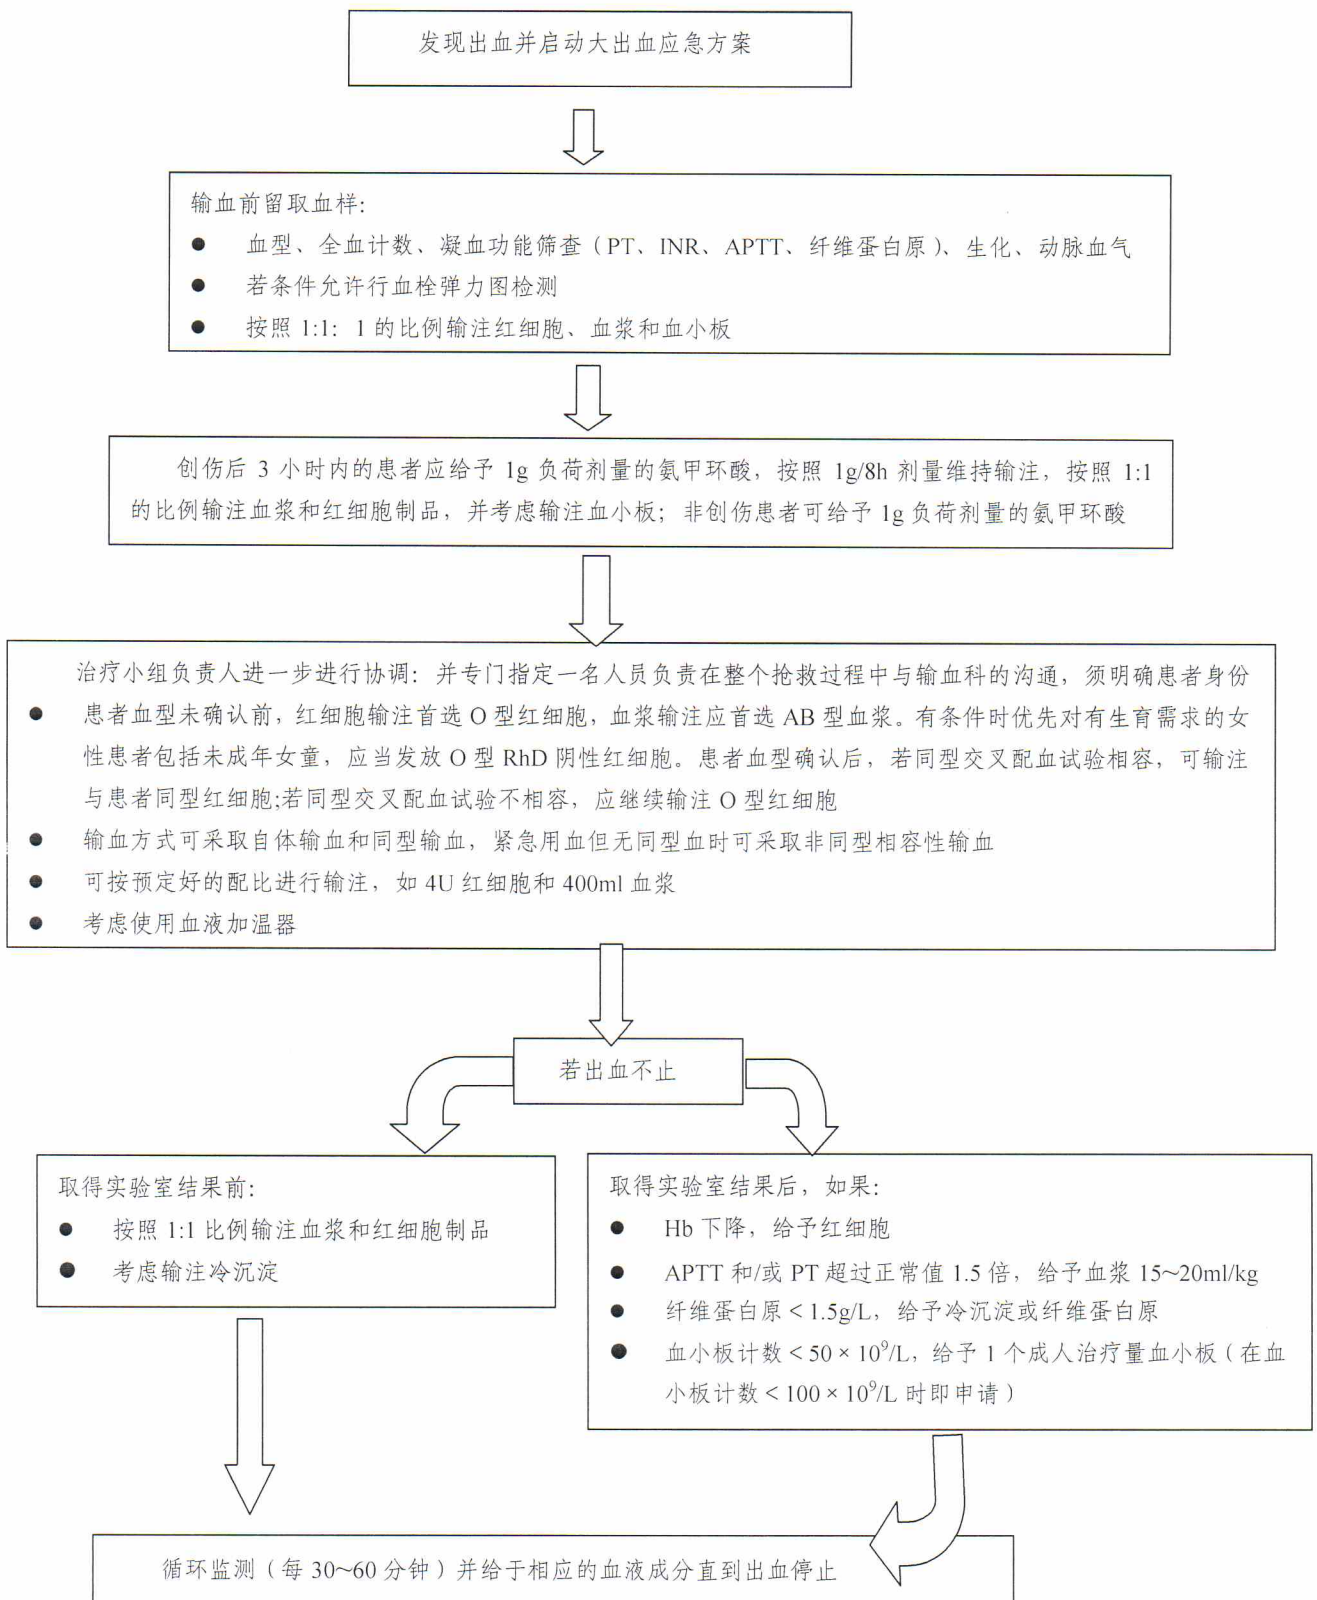 发现出血并启动大出血应急方案
输血前留取血样：
● 血型、全血计数、凝血功能筛查（PT、INR、APTT、纤维蛋白原）、生化、动脉血气
● 若条件允许行血栓弹力图检测
● 按照 1:1：1 的比例输注红细胞、血浆和血小板
创伤后 3 小时内的患者应给予 1g 负荷剂量的氨甲环酸，按照 1g/8h 剂量维持输注，按照 1:1
的比例输注血浆和红细胞制品，并考虑输注血小板；非创伤患者可给予 1g 负荷剂量的氨甲环酸
治疗小组负责人进一步进行协调：并专门指定一名人员负责在整个抢救过程中与输血科的沟通，须明确患者身份
● 患者血型未确认前，红细胞输注首选 O 型红细胞，血浆输注应首选 AB 型血浆。有条件时优先对有生育需求的女
性患者包括未成年女童，应当发放 O 型 RhD 阴性红细胞。患者血型确认后，若同型交叉配血试验相容，可输注
与患者同型红细胞;若同型交叉配血试验不相容，应继续输注 O 型红细胞
● 输血方式可采取自体输血和同型输血，紧急用血但无同型血时可采取非同型相容性输血
● 可按预定好的配比进行输注，如 4U 红细胞和 400ml 血浆
● 考虑使用血液加温器
若出血不止
取得实验室结果前：
● 按照 1:1 比例输注血浆和红细胞制品
● 考虑输注冷沉淀
取得实验室结果后，如果：
● Hb 下降，给予红细胞
● APTT 和/或 PT 超过正常值 1.5 倍，给予血浆 15~20ml/kg
● 纤维蛋白原＜1.5g/L，给予冷沉淀或纤维蛋白原
● 血小板计数＜50×10⁹/L，给予 1 个成人治疗量血小板（在血
小板计数＜100×10⁹/L 时即申请）
循环监测（每 30~60 分钟）并给于相应的血液成分直到出血停止